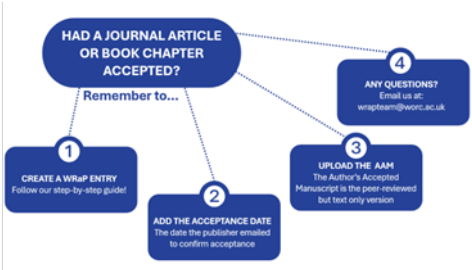 HAD A JOURNAL ARTICLE
OR BOOK CHAPTER
ACCEPTED?
Remember to...
1
CREATE A WRaP ENTRY
Follow our step-by-step guide!
2
ADD THE ACCEPTANCE DATE
The date the publisher emailed
to confirm acceptance
3
UPLOAD THE AAM
The Author's Accepted
Manuscript is the peer-reviewed
but text only version
4
ANY QUESTIONS?
Email us at:
wrapteam@worc.ac.uk